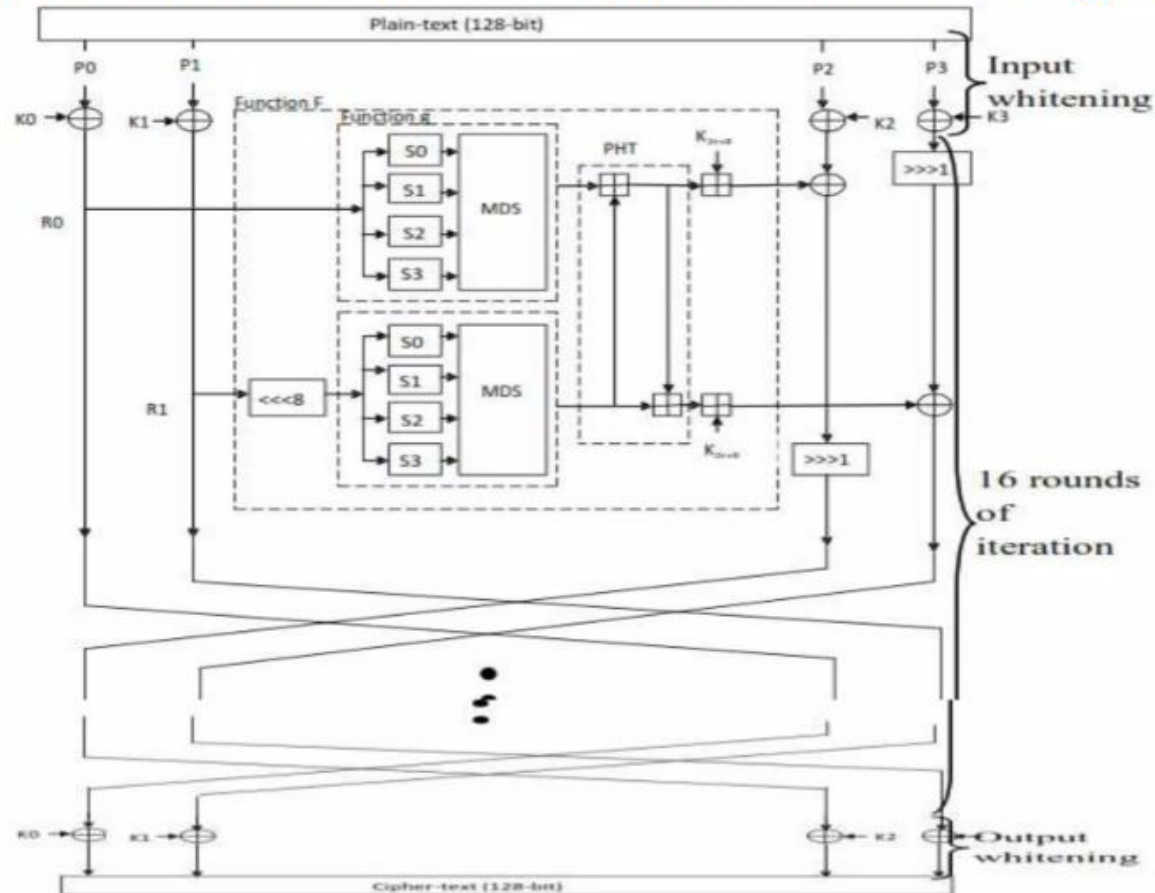 Plain-text (128-bit)
P0
P1
P2
P3
Input
whitening
K0
K1
K2
K3
Function F
Function g
S0
S1
S2
S3
MDS
PHT
>>>1
R0
<<<8
R1
S0
S1
S2
S3
MDS
>>>1
16 rounds
of
iteration
K0
K1
K2
Output
whitening
Cipher-text (128-bit)